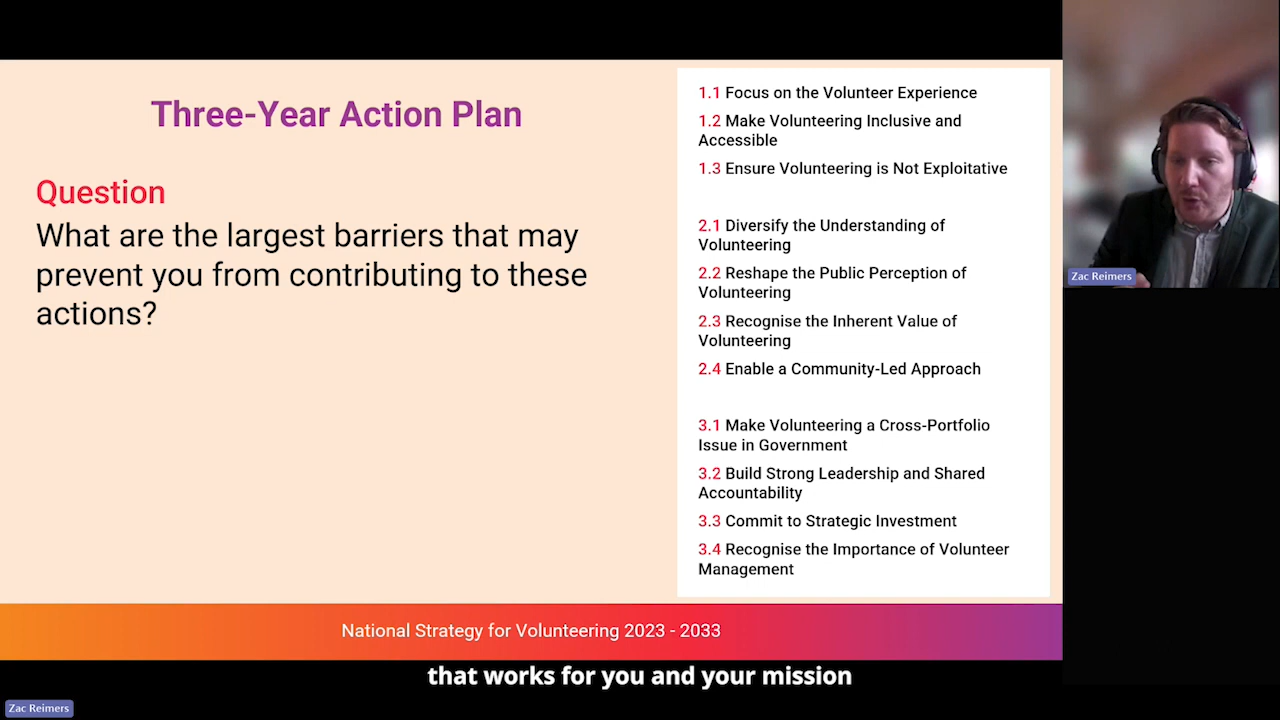 Three-Year Action Plan
Question
What are the largest barriers that may
prevent you from contributing to these
actions?
1.1 Focus on the Volunteer Experience
1.2 Make Volunteering Inclusive and
Accessible
1.3 Ensure Volunteering is Not Exploitative
2.1 Diversify the Understanding of
Volunteering
2.2 Reshape the Public Perception of
Volunteering
2.3 Recognise the Inherent Value of
Volunteering
2.4 Enable a Community-Led Approach
3.1 Make Volunteering a Cross-Portfolio
Issue in Government
3.2 Build Strong Leadership and Shared
Accountability
3.3 Commit to Strategic Investment
3.4 Recognise the Importance of Volunteer
Management
Zac Reimers
National Strategy for Volunteering 2023 - 2033
that works for you and your mission
Zac Reimers